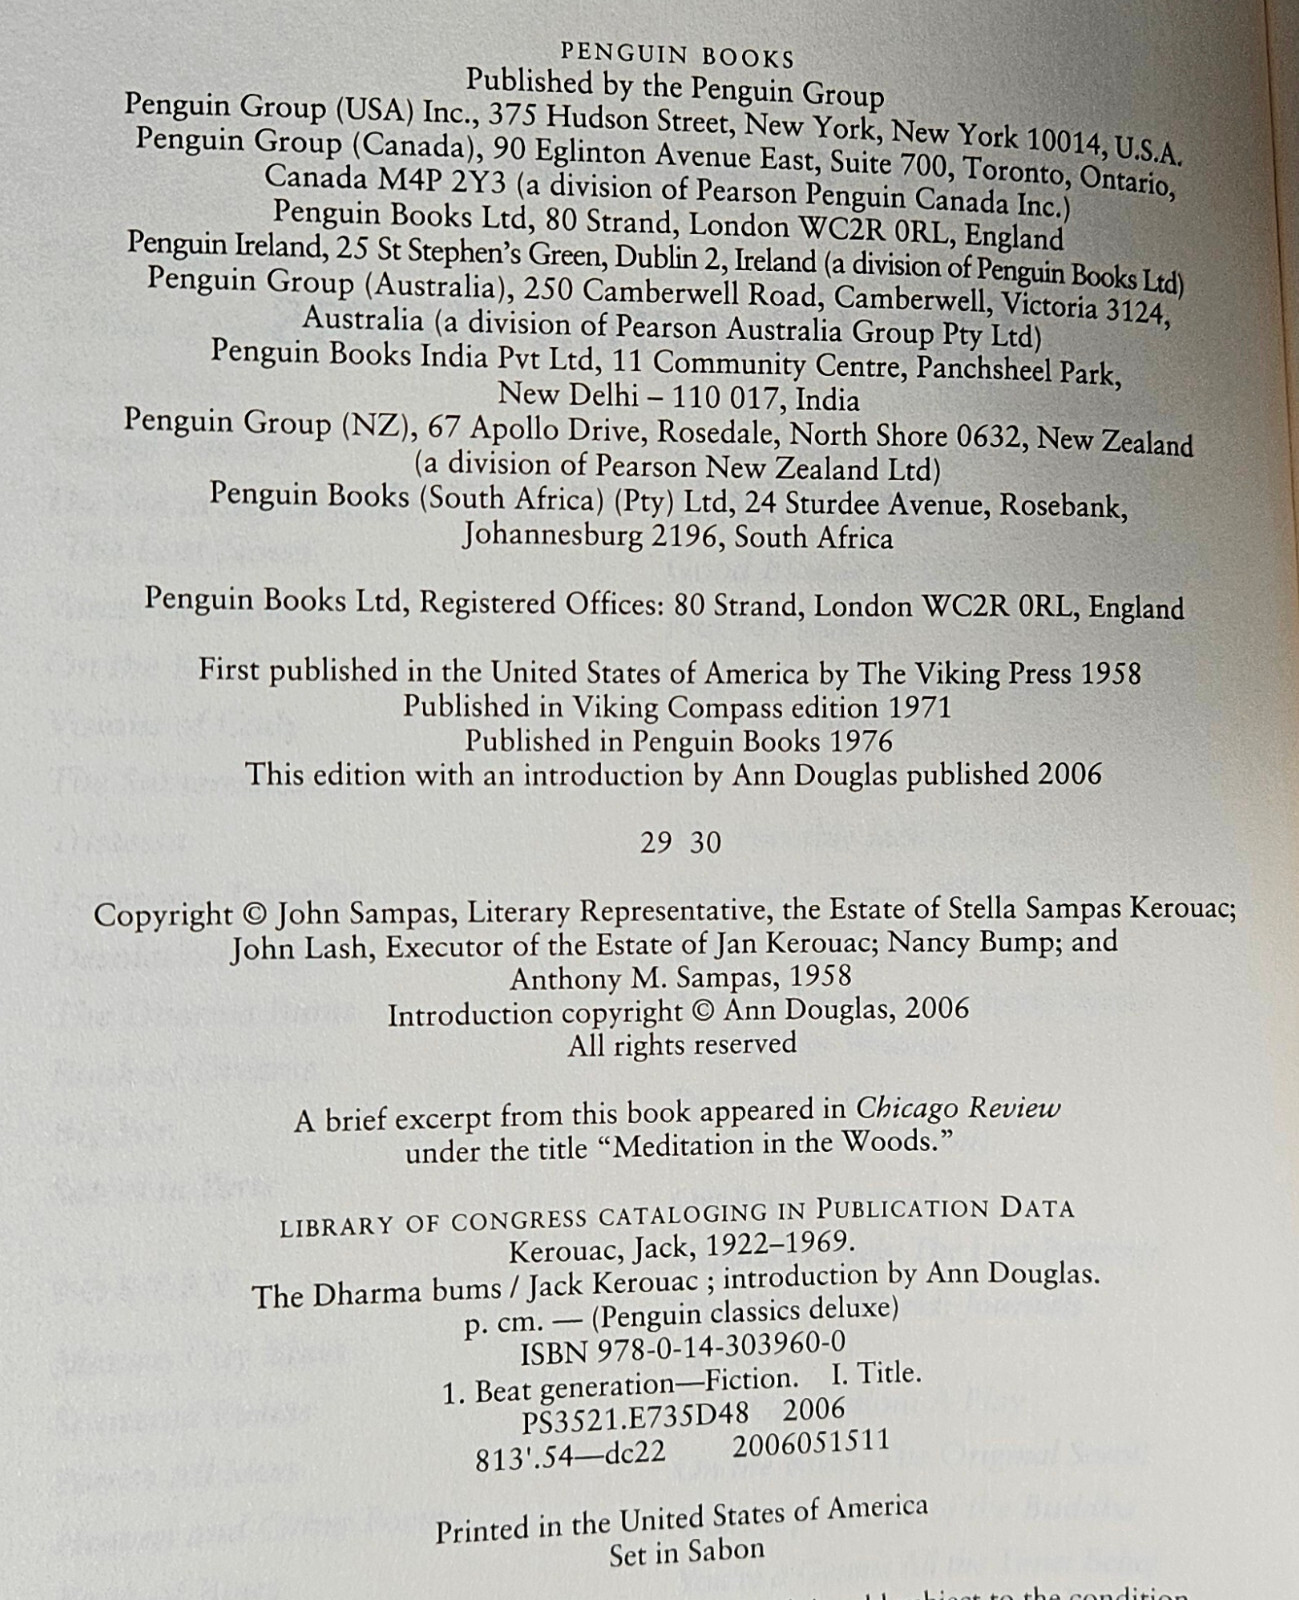 PENGUIN BOOKS
Published by the Penguin Group
Penguin Group (USA) Inc., 375 Hudson Street, New York, New York 10014, U.S.A.
Penguin Group (Canada), 90 Eglinton Avenue East, Suite 700, Toronto, Ontario,
Canada M4P 2Y3 (a division of Pearson Penguin Canada Inc.)
Penguin Books Ltd, 80 Strand, London WC2R 0RL, England
Penguin Ireland, 25 St Stephen's Green, Dublin 2, Ireland (a division of Penguin Books Ltd)
Penguin Group (Australia), 250 Camberwell Road, Camberwell, Victoria 3124,
Australia (a division of Pearson Australia Group Pty Ltd)
Penguin Books India Pvt Ltd, 11 Community Centre, Panchsheel Park,
New Delhi – 110 017, India
Penguin Group (NZ), 67 Apollo Drive, Rosedale, North Shore 0632, New Zealand
(a division of Pearson New Zealand Ltd)
Penguin Books (South Africa) (Pty) Ltd, 24 Sturdee Avenue, Rosebank,
Johannesburg 2196, South Africa
Penguin Books Ltd, Registered Offices: 80 Strand, London WC2R 0RL, England
First published in the United States of America by The Viking Press 1958
Published in Viking Compass edition 1971
Published in Penguin Books 1976
This edition with an introduction by Ann Douglas published 2006
29 30
Copyright © John Sampas, Literary Representative, the Estate of Stella Sampas Kerouac;
John Lash, Executor of the Estate of Jan Kerouac; Nancy Bump; and
Anthony M. Sampas, 1958
Introduction copyright © Ann Douglas, 2006
All rights reserved
A brief excerpt from this book appeared in Chicago Review
under the title “Meditation in the Woods.”
LIBRARY OF CONGRESS CATALOGING IN PUBLICATION DATA
Kerouac, Jack, 1922–1969.
The Dharma bums / Jack Kerouac ; introduction by Ann Douglas.
p. cm. — (Penguin classics deluxe)
ISBN 978-0-14-303960-0
1. Beat generation—Fiction. I. Title.
PS3521.E735D48 2006
813'.54—dc22 2006051511
Printed in the United States of America
Set in Sabon
to the condition